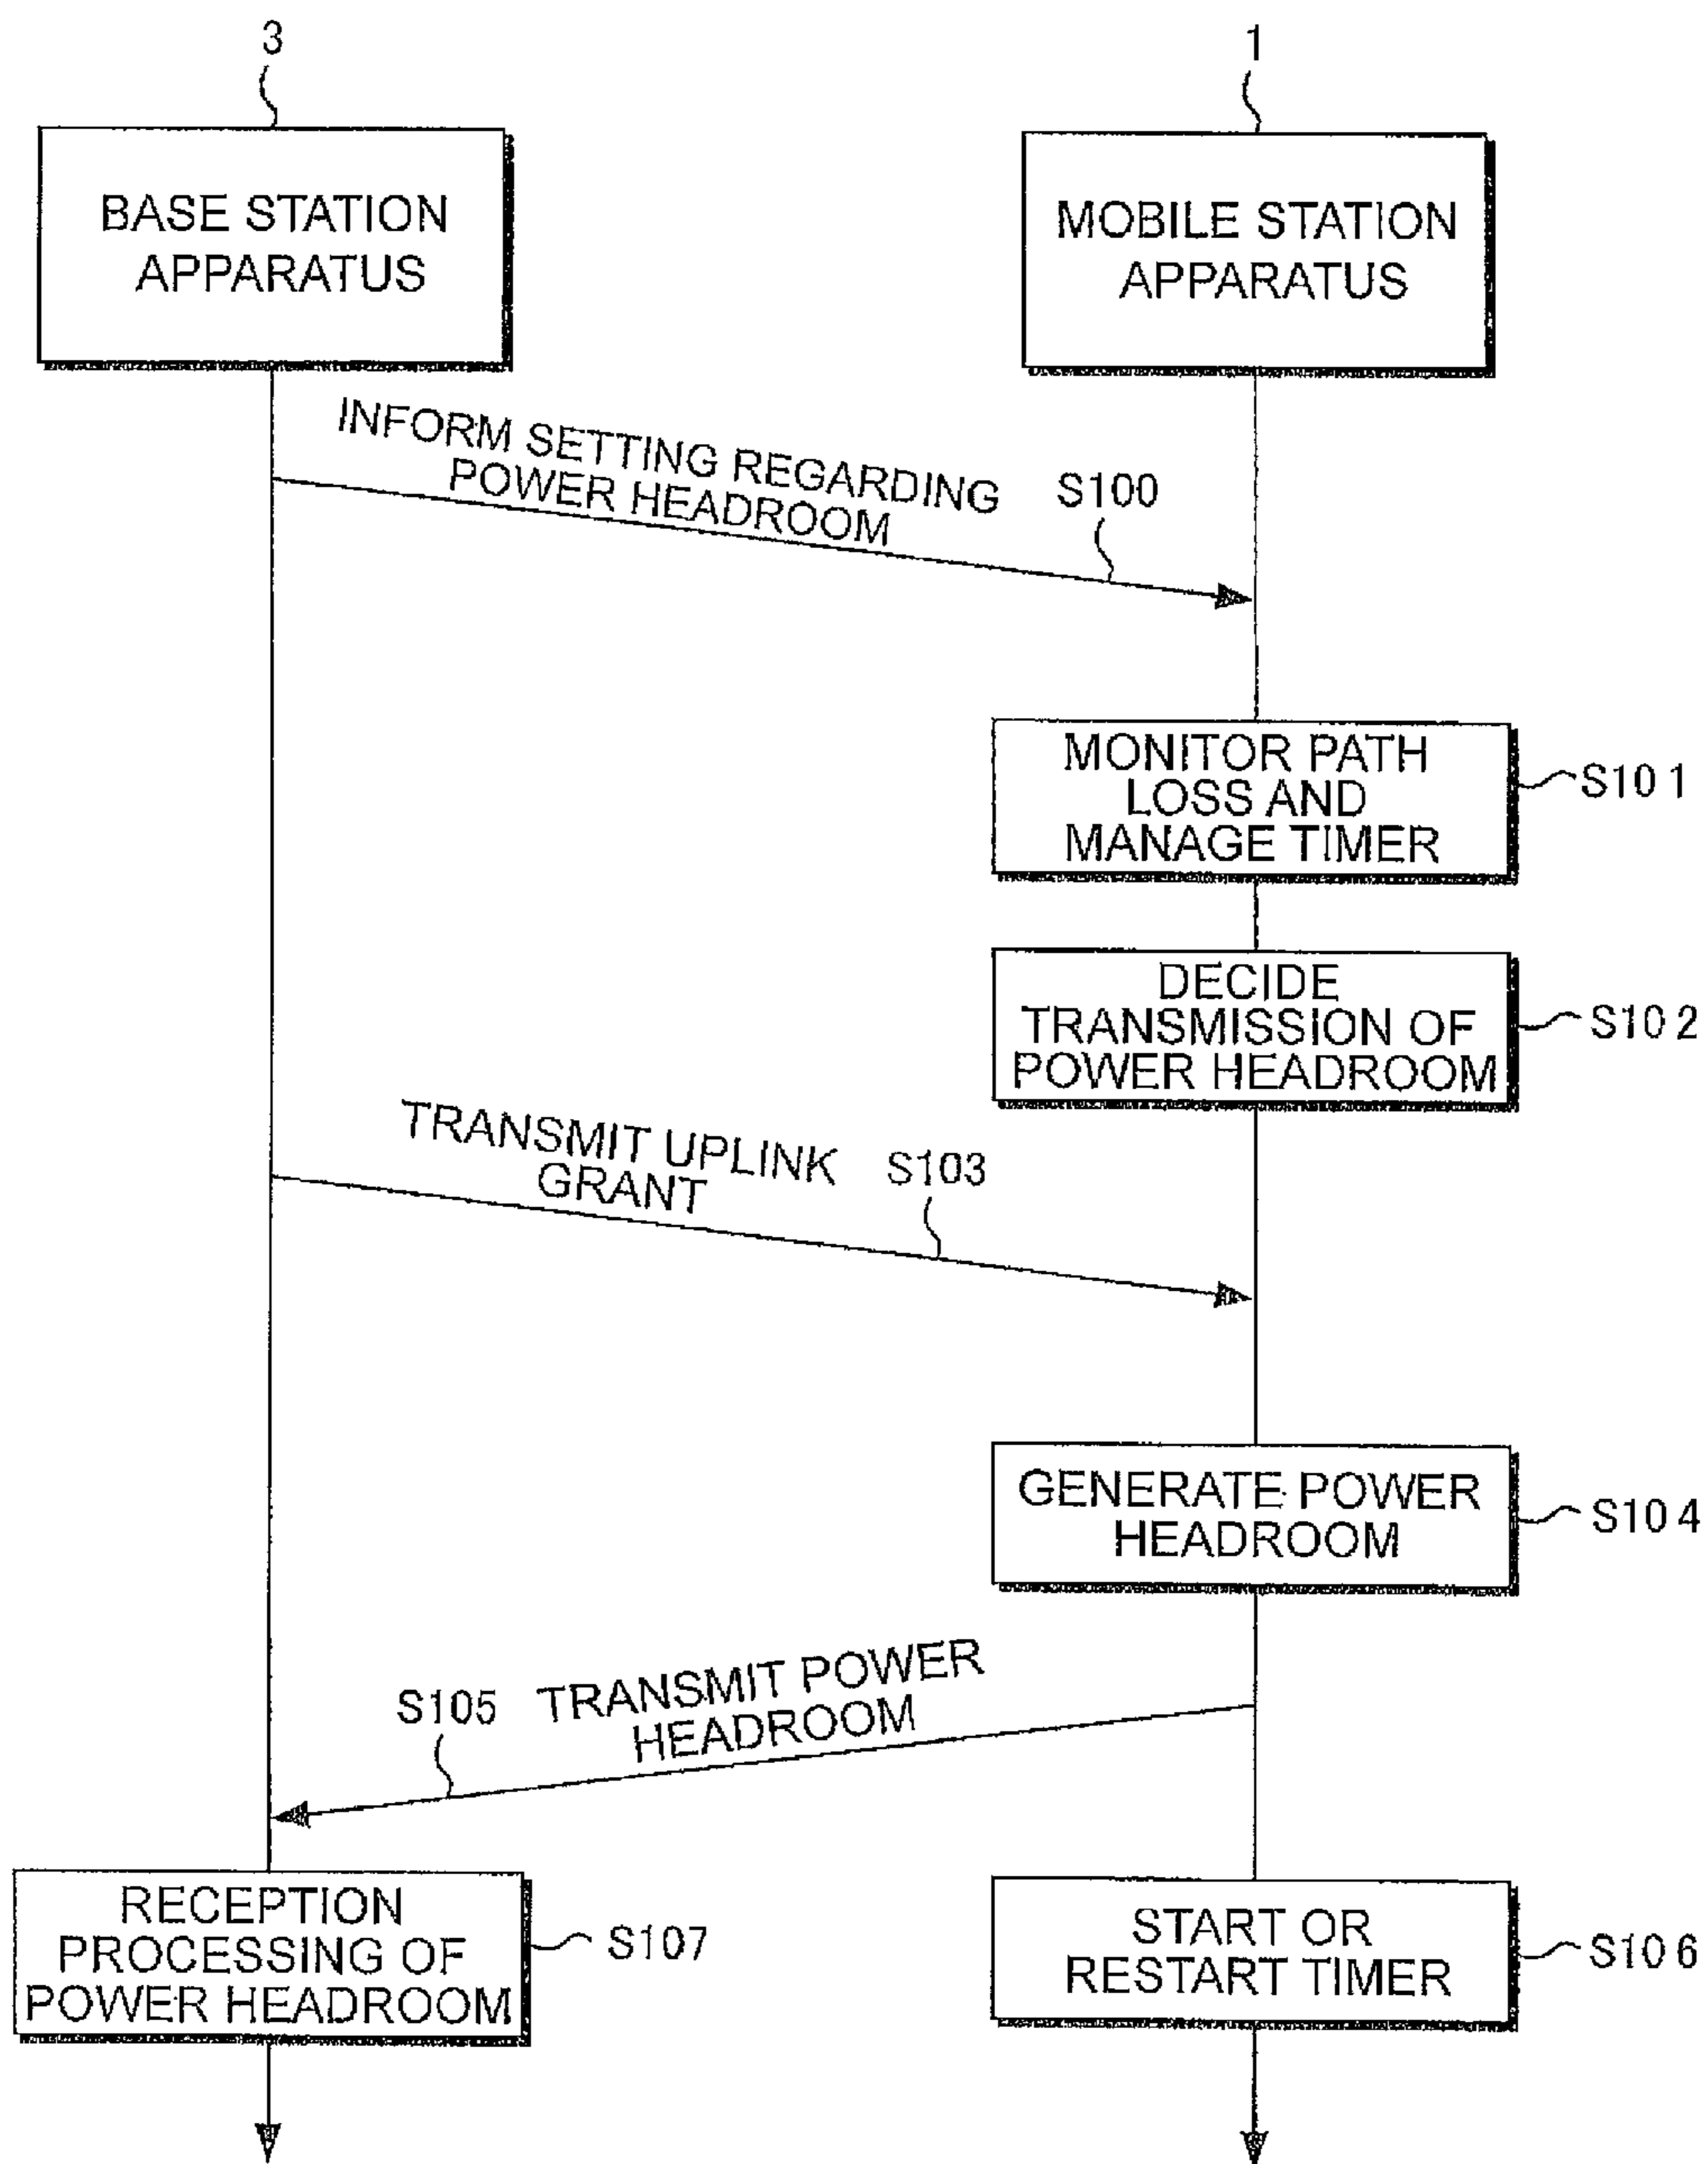 3
1
BASE STATION
APPARATUS
MOBILE STATION
APPARATUS
INFORM SETTING REGARDING
POWER HEADROOM
S100
MONITOR PATH
LOSS AND
MANAGE TIMER
S101
DECIDE
TRANSMISSION OF
POWER HEADROOM
S102
TRANSMIT UPLINK
GRANT
S103
GENERATE POWER
HEADROOM
S104
TRANSMIT POWER
HEADROOM
S105
RECEPTION
PROCESSING OF
POWER HEADROOM
S107
START OR
RESTART TIMER
S106